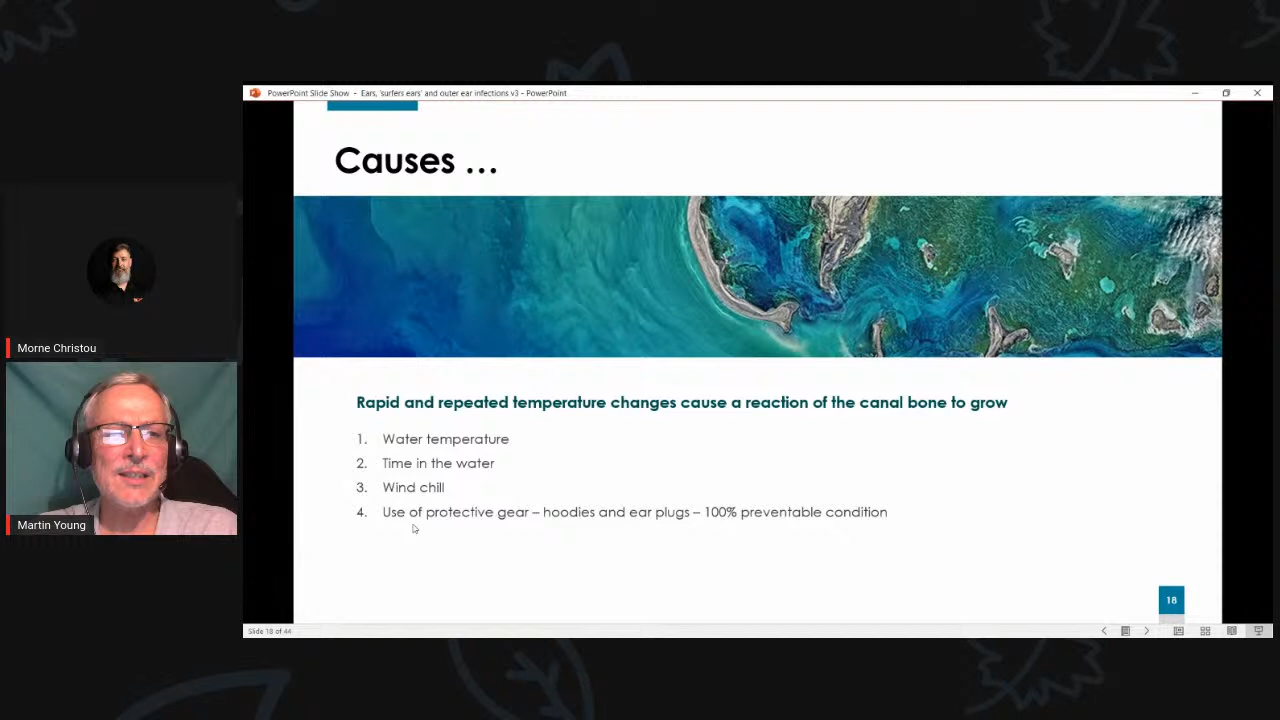 PowerPoint Slide Show - Ears, 'surfers ears' and outer ear infections v3 - PowerPoint
Causes …
Rapid and repeated temperature changes cause a reaction of the canal bone to grow
1. Water temperature
2. Time in the water
3. Wind chill
4. Use of protective gear – hoodies and ear plugs – 100% preventable condition
18
Slide 18 of 44
Morne Christou
Martin Young